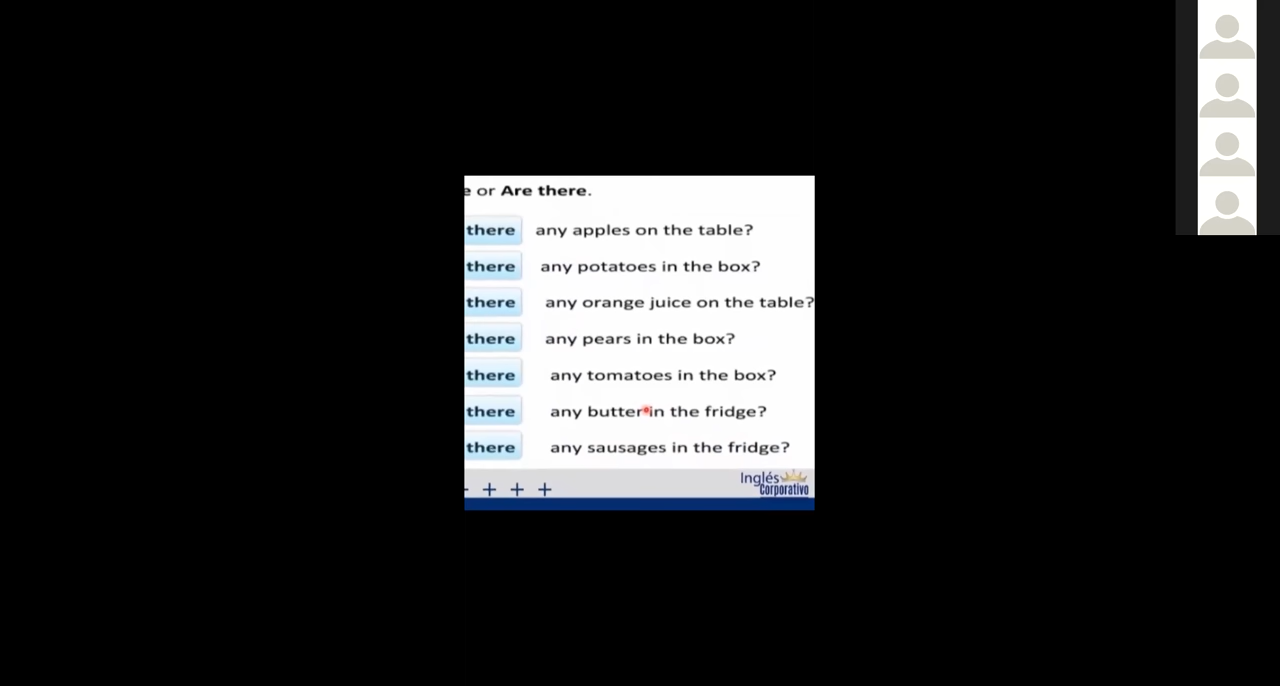 or Are there.
there any apples on the table?
there any potatoes in the box?
there any orange juice on the table?
there any pears in the box?
there any tomatoes in the box?
there any butter in the fridge?
there any sausages in the fridge?
+ + +
Inglés
Corporativo